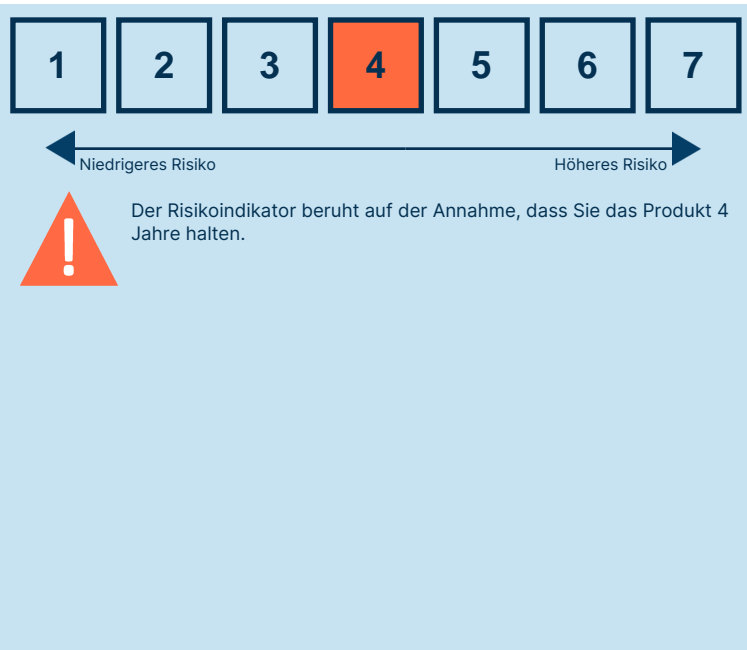 1 2 3 4 5 6 7
Niedrigeres Risiko Höheres Risiko
Der Risikoindikator beruht auf der Annahme, dass Sie das Produkt 4
Jahre halten.